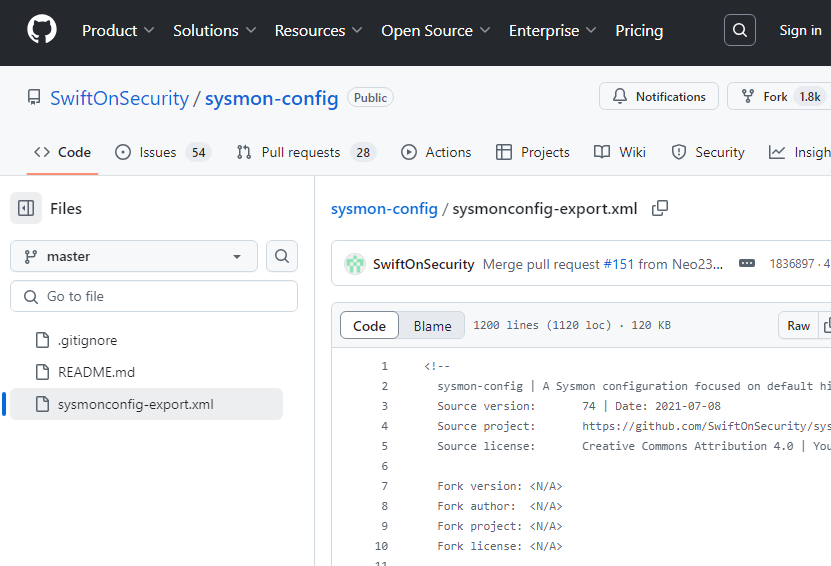 Product Solutions Resources Open Source Enterprise Pricing Sign in
SwiftOnSecurity / sysmon-config Public Notifications Fork 1.8k
Code Issues 54 Pull requests 28 Actions Projects Wiki Security Insigh
Files
master
Go to file
.gitignore
README.md
sysmonconfig-export.xml
sysmon-config / sysmonconfig-export.xml
SwiftOnSecurity Merge pull request #151 from Neo23... 1836897 · 4
Code Blame 1200 lines (1120 loc) · 120 KB Raw
1 <!--
2 sysmon-config | A Sysmon configuration focused on default hi
3 Source version: 74 | Date: 2021-07-08
4 Source project: https://github.com/SwiftOnSecurity/sys
5 Source license: Creative Commons Attribution 4.0 | You
6
7 Fork version: <N/A>
8 Fork author: <N/A>
9 Fork project: <N/A>
10 Fork license: <N/A>
11